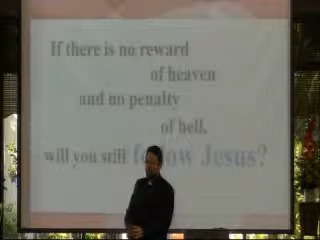 If there is no reward
of heaven
and no penalty
of hell,
will you still follow Jesus?